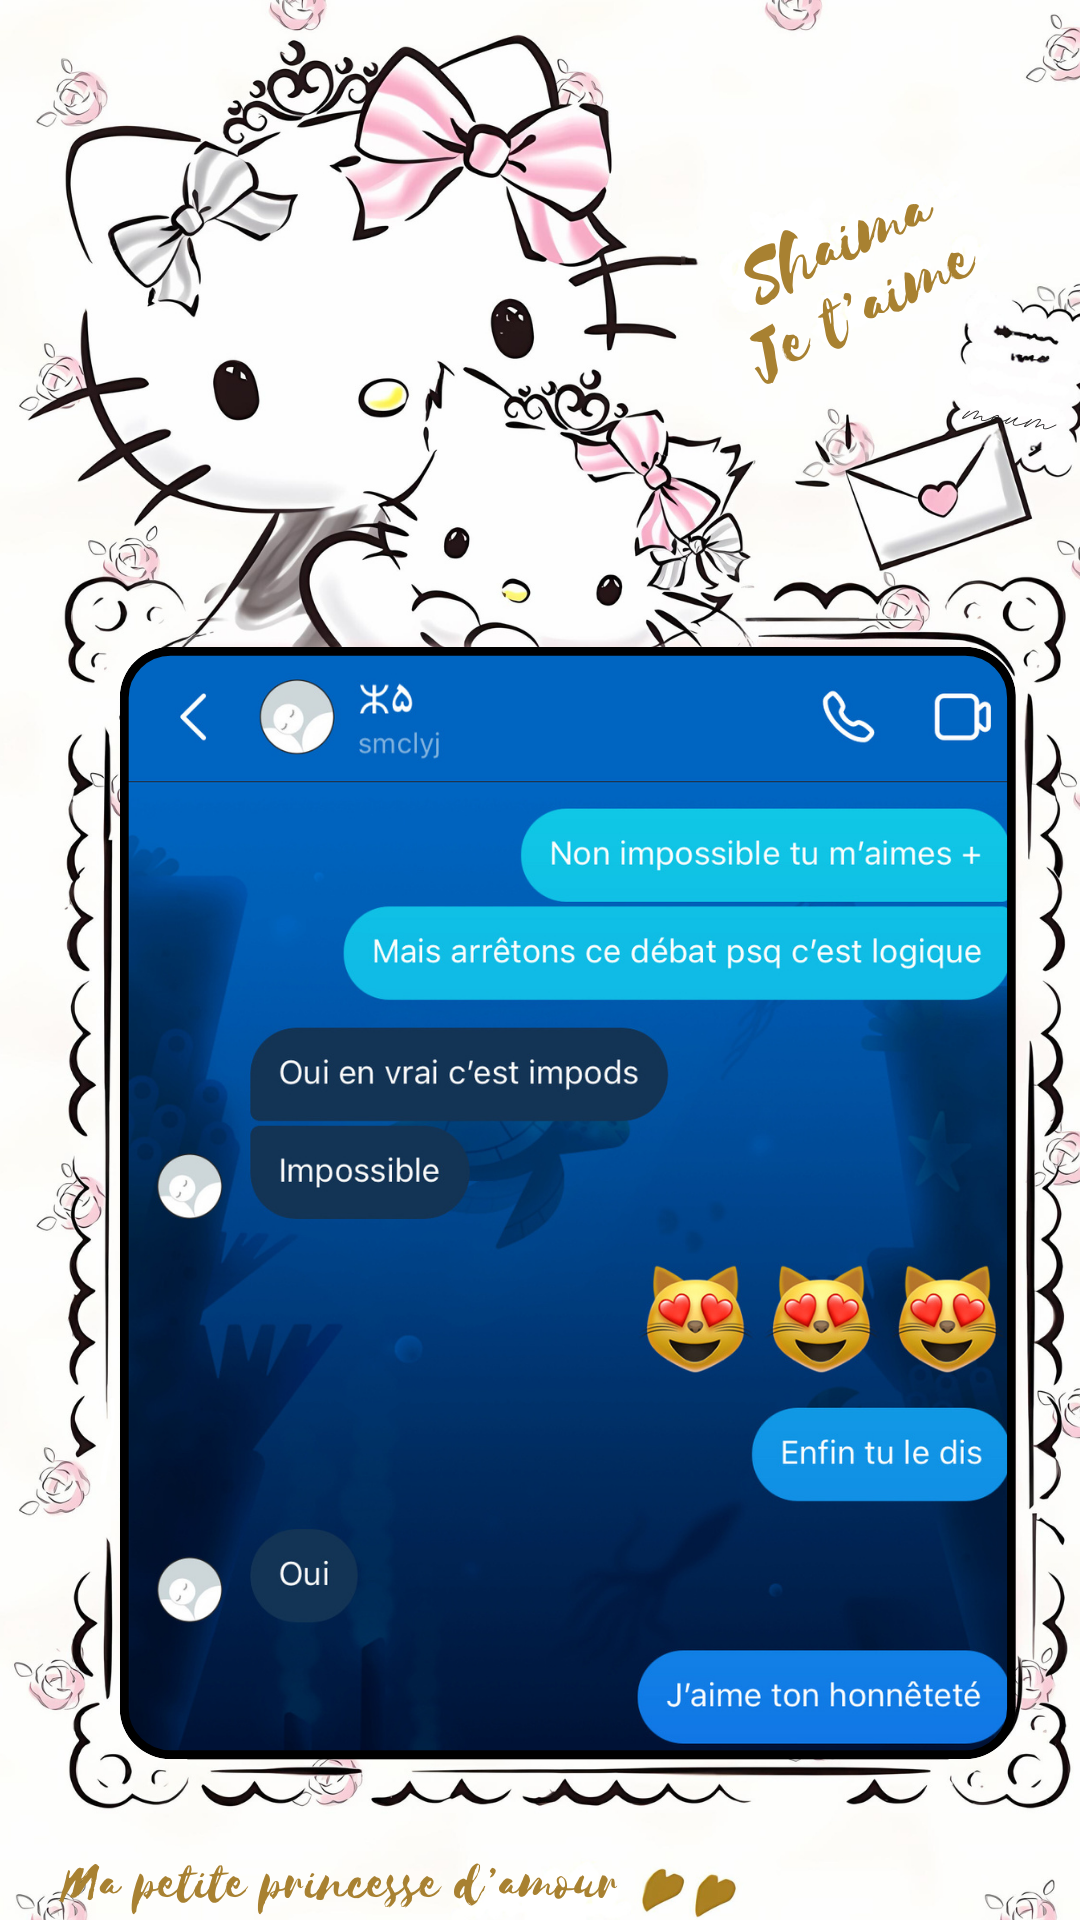 Shaima
Je t’aime
ⵣ۵
smclyj
Non impossible tu m’aimes +
Mais arrêtons ce débat psq c’est logique
Oui en vrai c’est impods
Impossible
😻 😻 😻
Enfin tu le dis
Oui
J’aime ton honnêteté
Ma petite princesse d’amour